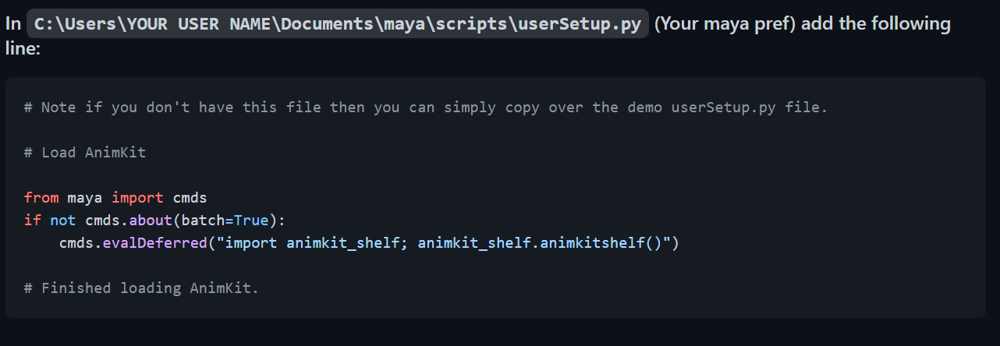 In C:\Users\YOUR USER NAME\Documents\maya\scripts\userSetup.py (Your maya pref) add the following
line:
# Note if you don't have this file then you can simply copy over the demo userSetup.py file.
# Load AnimKit
from maya import cmds
if not cmds.about(batch=True):
    cmds.evalDeferred("import animkit_shelf; animkit_shelf.animkitshelf()")
# Finished loading AnimKit.